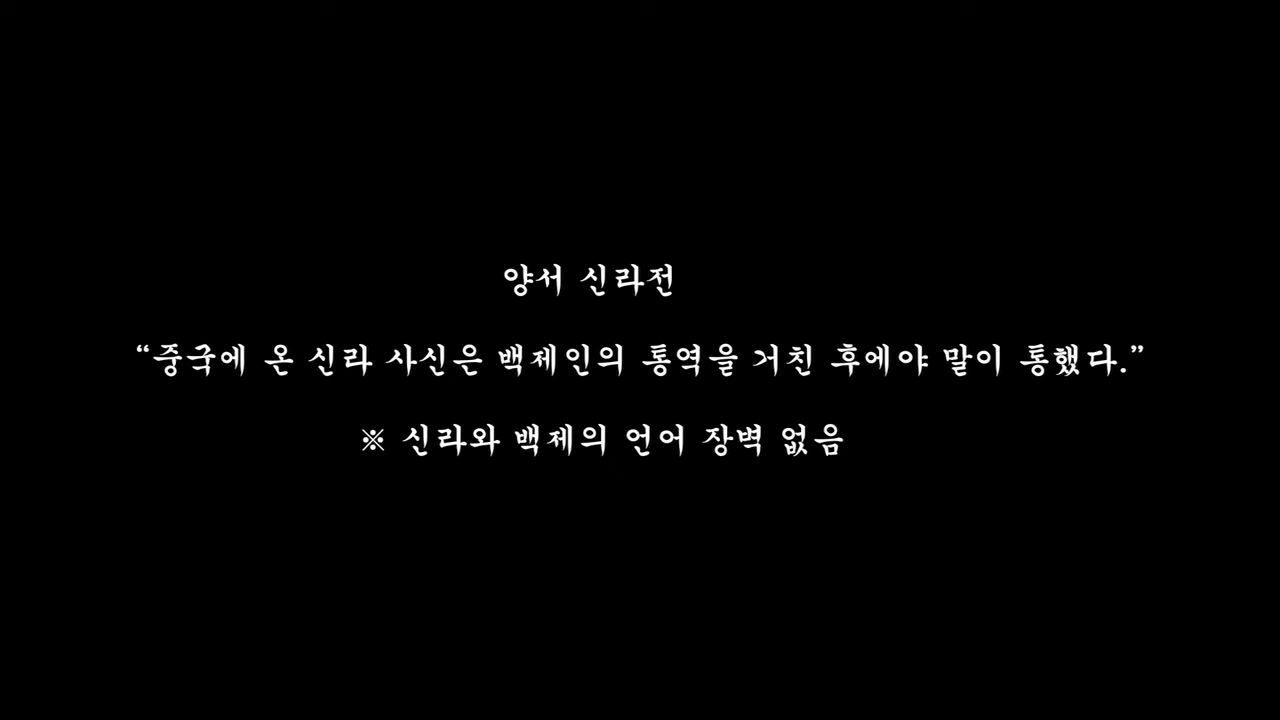 양서 신라전
“중국에 온 신라 사신은 백제인의 통역을 거친 후에야 말이 통했다.”
※ 신라와 백제의 언어 장벽 없음